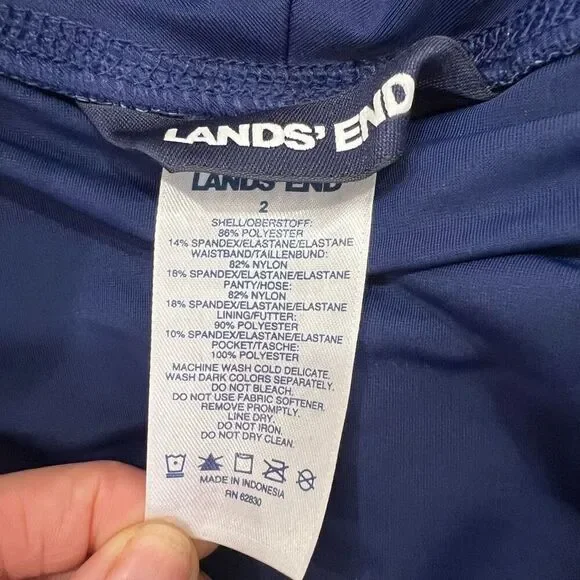 LANDS' END
LANDS' END
2
SHELL/OBERSTOFF:
86% POLYESTER
14% SPANDEX/ELASTANE/ELASTANE
WAISTBAND/TAILLENBUND:
82% NYLON
18% SPANDEX/ELASTANE/ELASTANE
PANTY/HOSE:
82% NYLON
18% SPANDEX/ELASTANE/ELASTANE
LINING/FUTTER:
90% POLYESTER
10% SPANDEX/ELASTANE/ELASTANE
POCKET/TASCHE:
100% POLYESTER
MACHINE WASH COLD DELICATE.
WASH DARK COLORS SEPARATELY.
DO NOT BLEACH.
DO NOT USE FABRIC SOFTENER.
REMOVE PROMPTLY.
LINE DRY.
DO NOT IRON.
DO NOT DRY CLEAN.
MADE IN INDONESIA
RN 62830